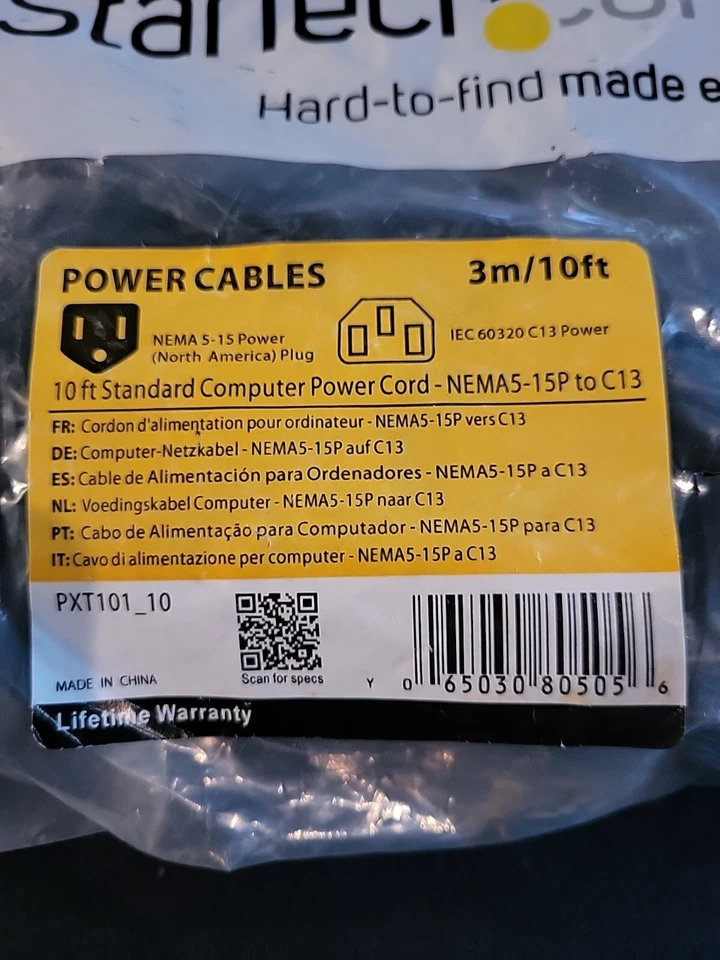 Hard-to-find made
POWER CABLES
3m/10ft
NEMA 5-15 Power
(North America) Plug
IEC 60320 C13 Power
10 ft Standard Computer Power Cord - NEMA5-15P to C13
FR: Cordon d'alimentation pour ordinateur - NEMA5-15P vers C13
DE: Computer-Netzkabel - NEMA5-15P auf C13
ES: Cable de Alimentación para Ordenadores - NEMA5-15P a C13
NL: Voedingskabel Computer - NEMA5-15P naar C13
PT: Cabo de Alimentação para Computador - NEMA5-15P para C13
IT: Cavo di alimentazione per computer - NEMA5-15P a C13
PXT101_10
Scan for specs
MADE IN CHINA
Y 0 65030 80505 6
Lifetime Warranty